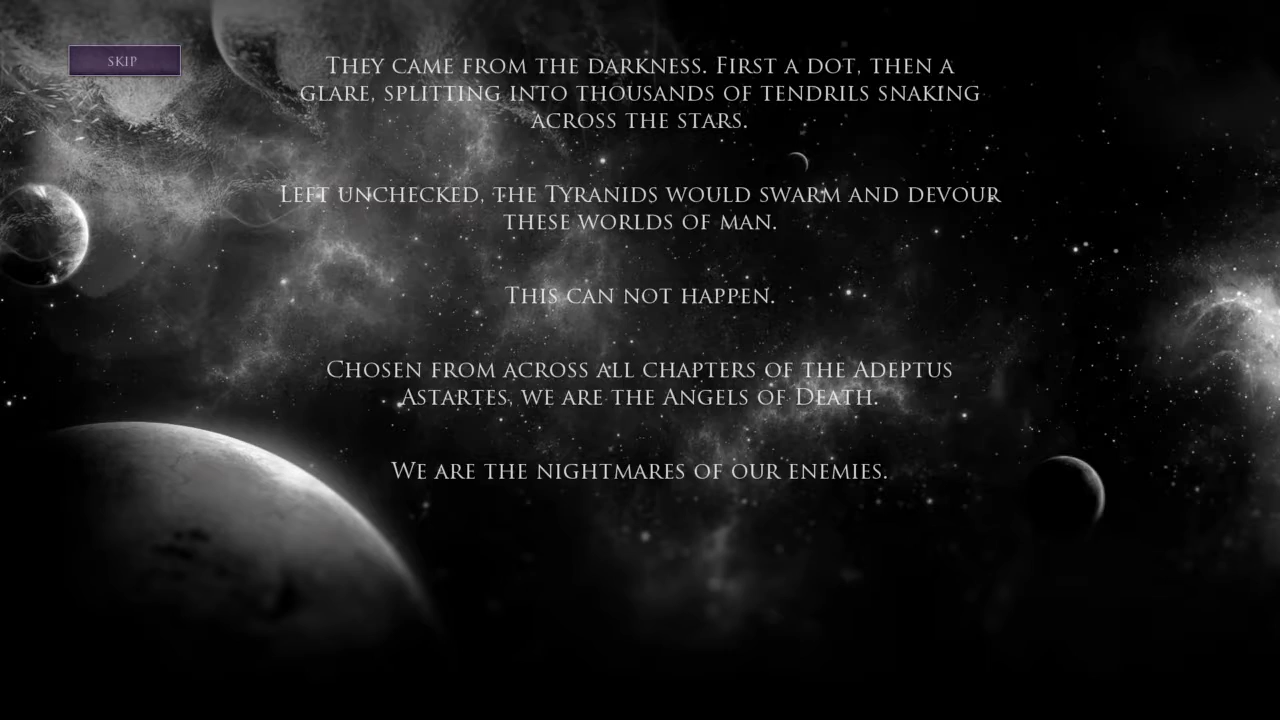 SKIP
They came from the darkness. First a dot, then a
glare, splitting into thousands of tendrils snaking
across the stars.
Left unchecked, the Tyranids would swarm and devour
these worlds of man.
This can not happen.
Chosen from across all chapters of the Adeptus
Astartes, we are the Angels of Death.
We are the nightmares of our enemies.